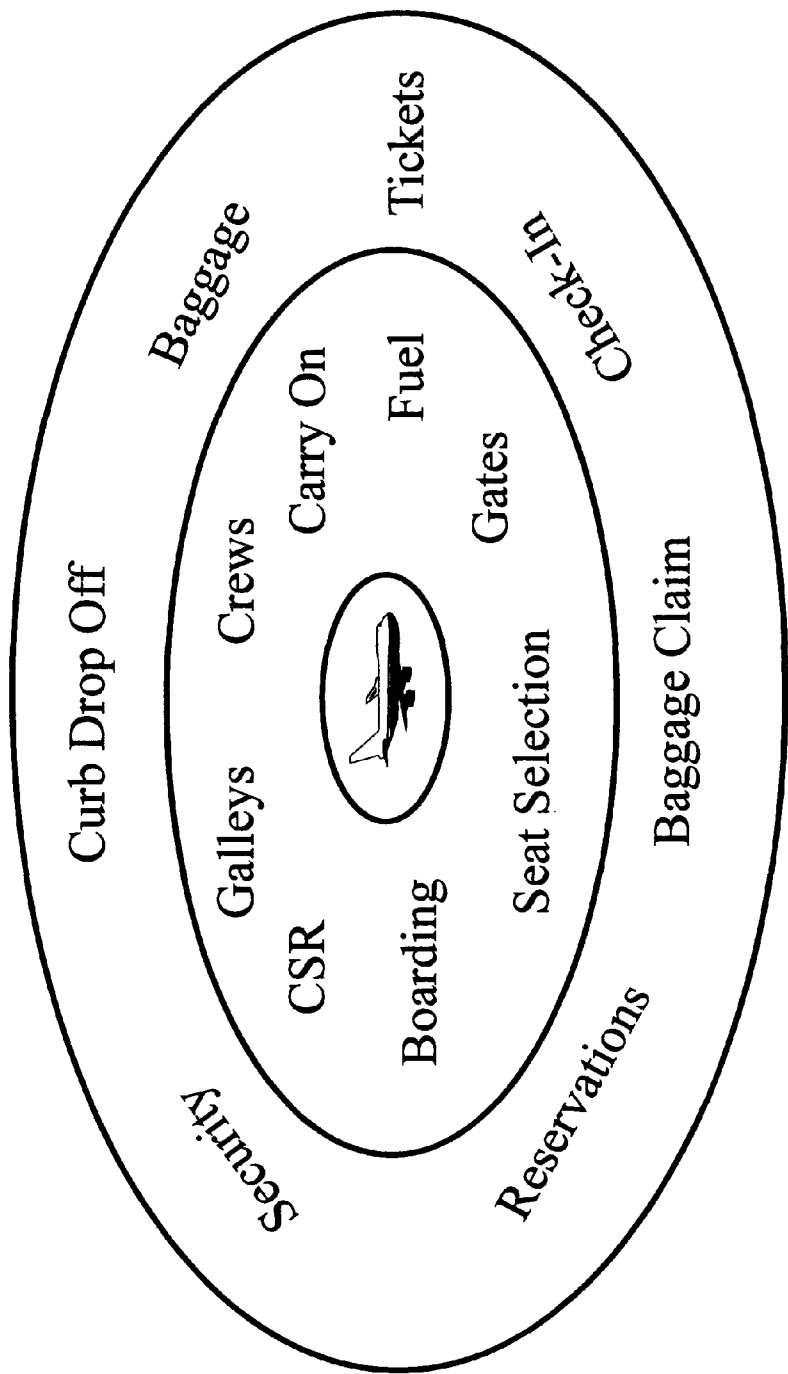 Curb Drop Off
Security
Baggage
Galleys
Crews
CSR
Carry On
Boarding
Fuel
Tickets
Gates
Seat Selection
Reservations
Check-In
Baggage Claim